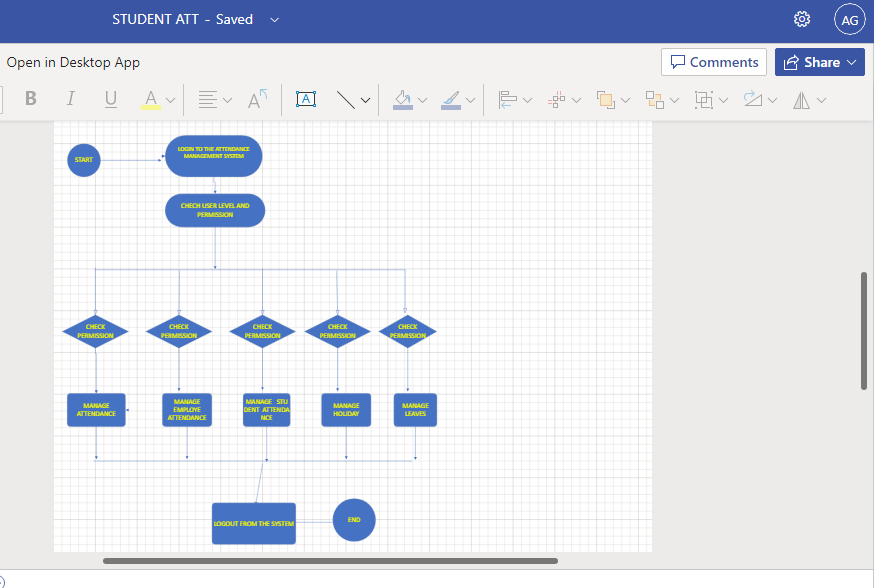 STUDENT ATT - Saved
AG
Open in Desktop App
Comments
Share
B I U A A A
START
LOGIN TO THE ATTENDANCE
MANAGEMENT SYSTEM
CHECH USER LEVEL AND
PERMISSION
CHECK
PERMISSION
CHECK
PERMISSION
CHECK
PERMISSION
CHECK
PERMISSION
CHECK
PERMISSION
MANAGE
ATTENDANCE
MANAGE
EMPLOYE
ATTENDANCE
MANAGE STU
DENT ATTENDA
NCE
MANAGE
HOLIDAY
MANAGE
LEAVES
LOGOUT FROM THE SYSTEM
END